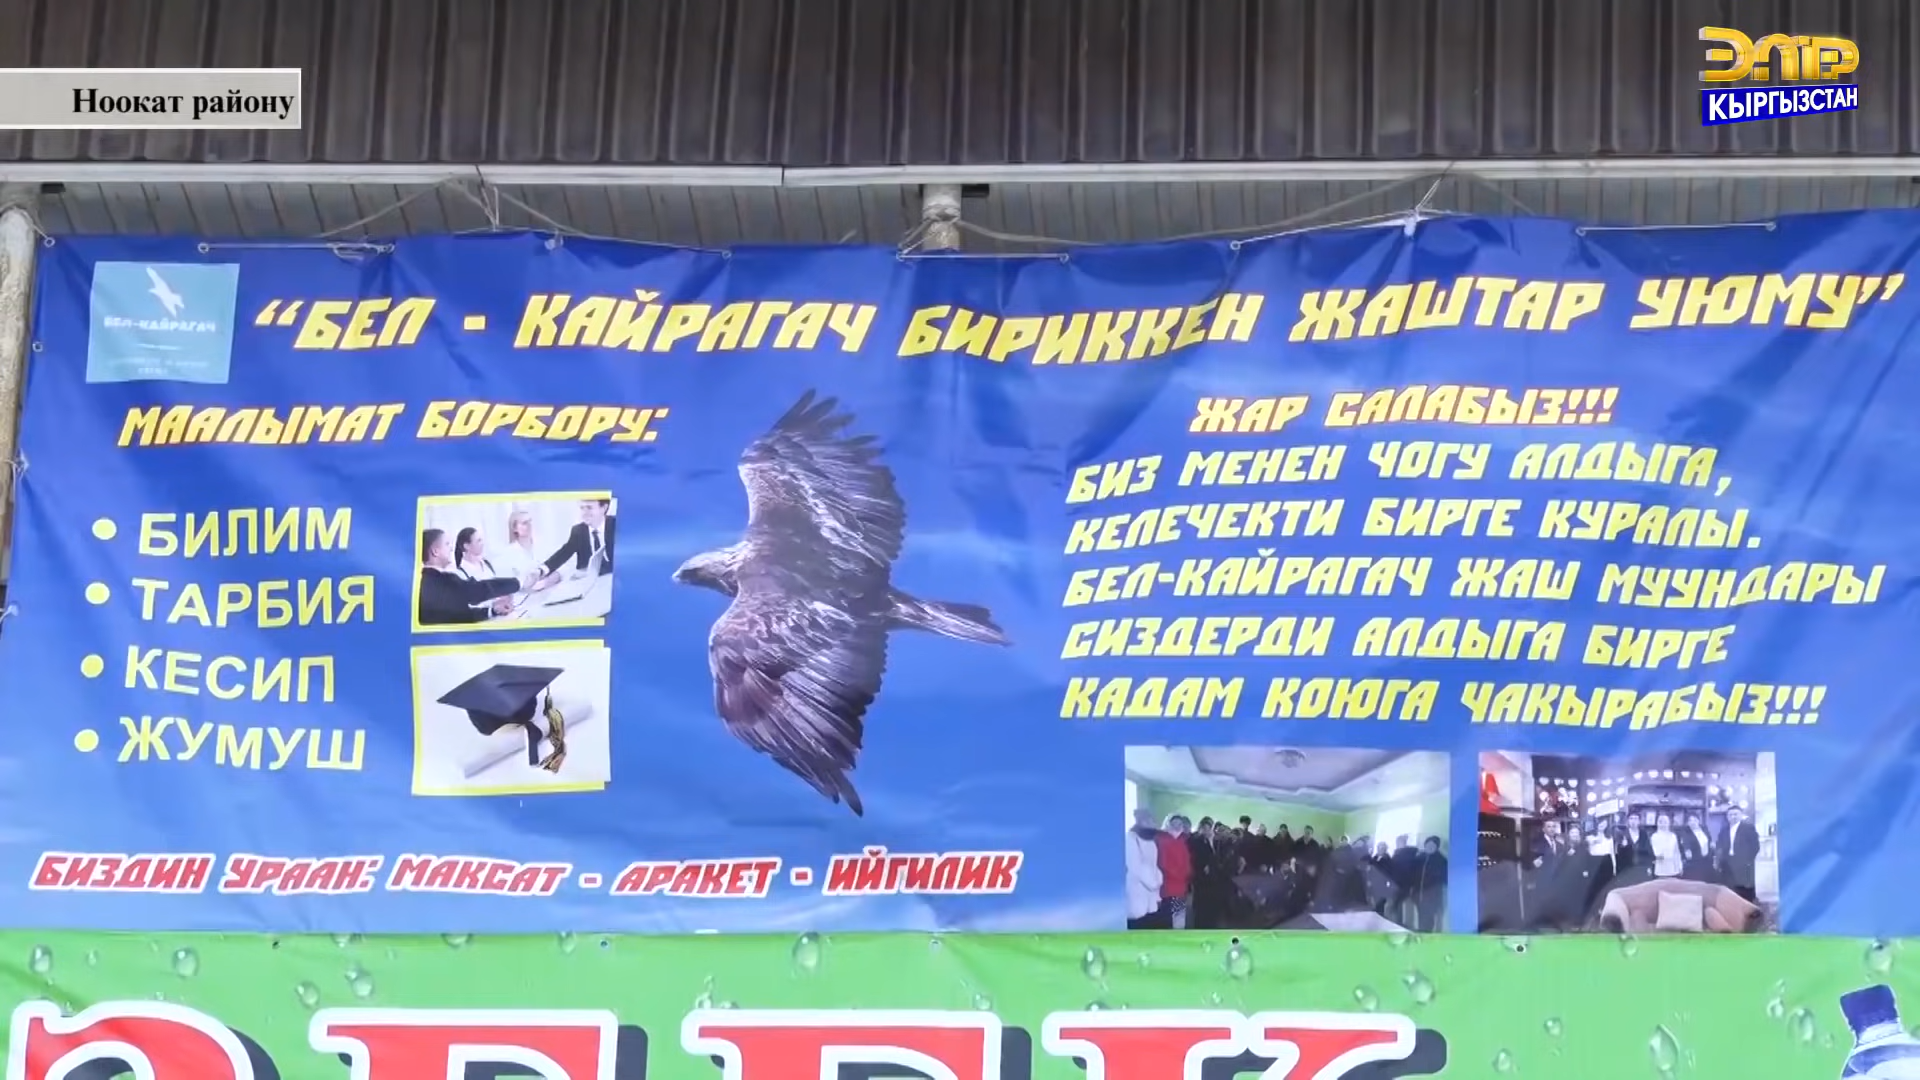 Ноокат району
ЭЛТР
КЫРГЫЗСТАН
БЕЛ-КАЙРАГАЧ
“БЕЛ - КАЙРАГАЧ БИРИККЕН ЖАШТАР УЮМУ”
МААЛЫМАТ БОРБОРУ:
• БИЛИМ
• ТАРБИЯ
• КЕСИП
• ЖУМУШ
ЖАР САЛАБЫЗ!!!
БИЗ МЕНЕН ЧОГУ АЛДЫГА,
КЕЛЕЧЕКТИ БИРГЕ КУРАЛЫ.
БЕЛ-КАЙРАГАЧ ЖАШ МУУНДАРЫ
СИЗДЕРДИ АЛДЫГА БИРГЕ
КАДАМ КОЮГА ЧАКЫРАБЫЗ!!!
БИЗДИН УРААН: МАКСАТ - АРАКЕТ - ИЙГИЛИК